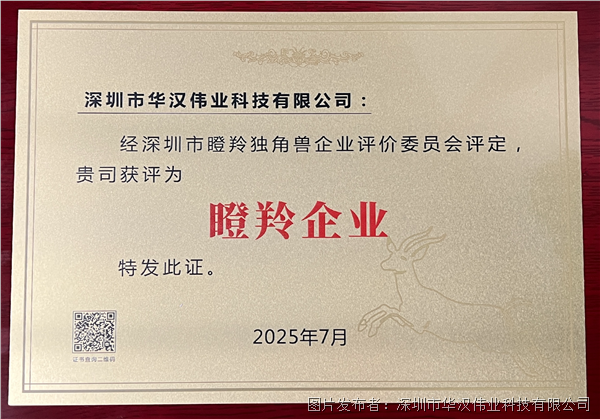 深圳市华汉伟业科技有限公司：
经深圳市瞪羚独角兽企业评价委员会评定，
贵司获评为
瞪羚企业
特发此证。
证书查询二维码
2025年7月
图片发布者：深圳市华汉伟业科技有限公司